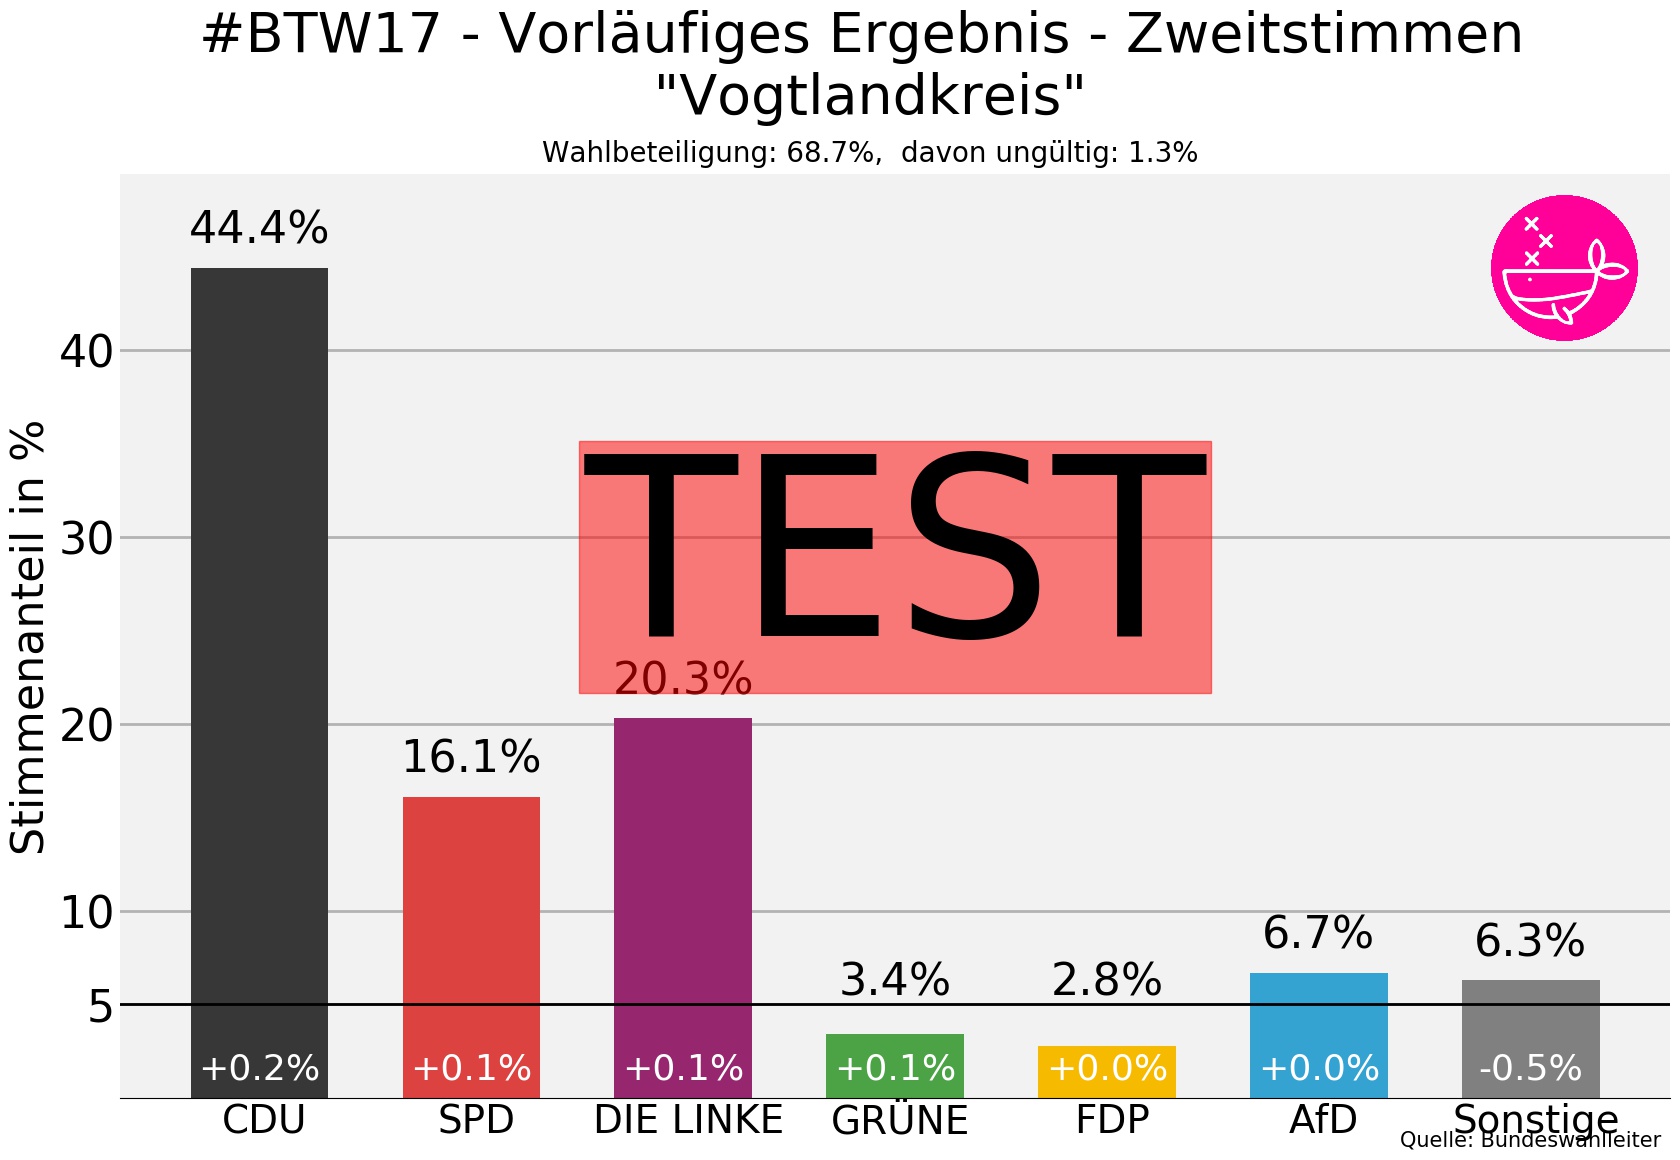 #BTW17 - Vorläufiges Ergebnis - Zweitstimmen
"Vogtlandkreis"
Wahlbeteiligung: 68.7%,  davon ungültig: 1.3%
Stimmenanteil in %
40
30
20
10
5
44.4%
16.1%
20.3%
3.4%
2.8%
6.7%
6.3%
TEST
+0.2%
+0.1%
+0.1%
+0.1%
+0.0%
+0.0%
-0.5%
CDU
SPD
DIE LINKE
GRÜNE
FDP
AfD
Sonstige
Quelle: Bundeswahlleiter